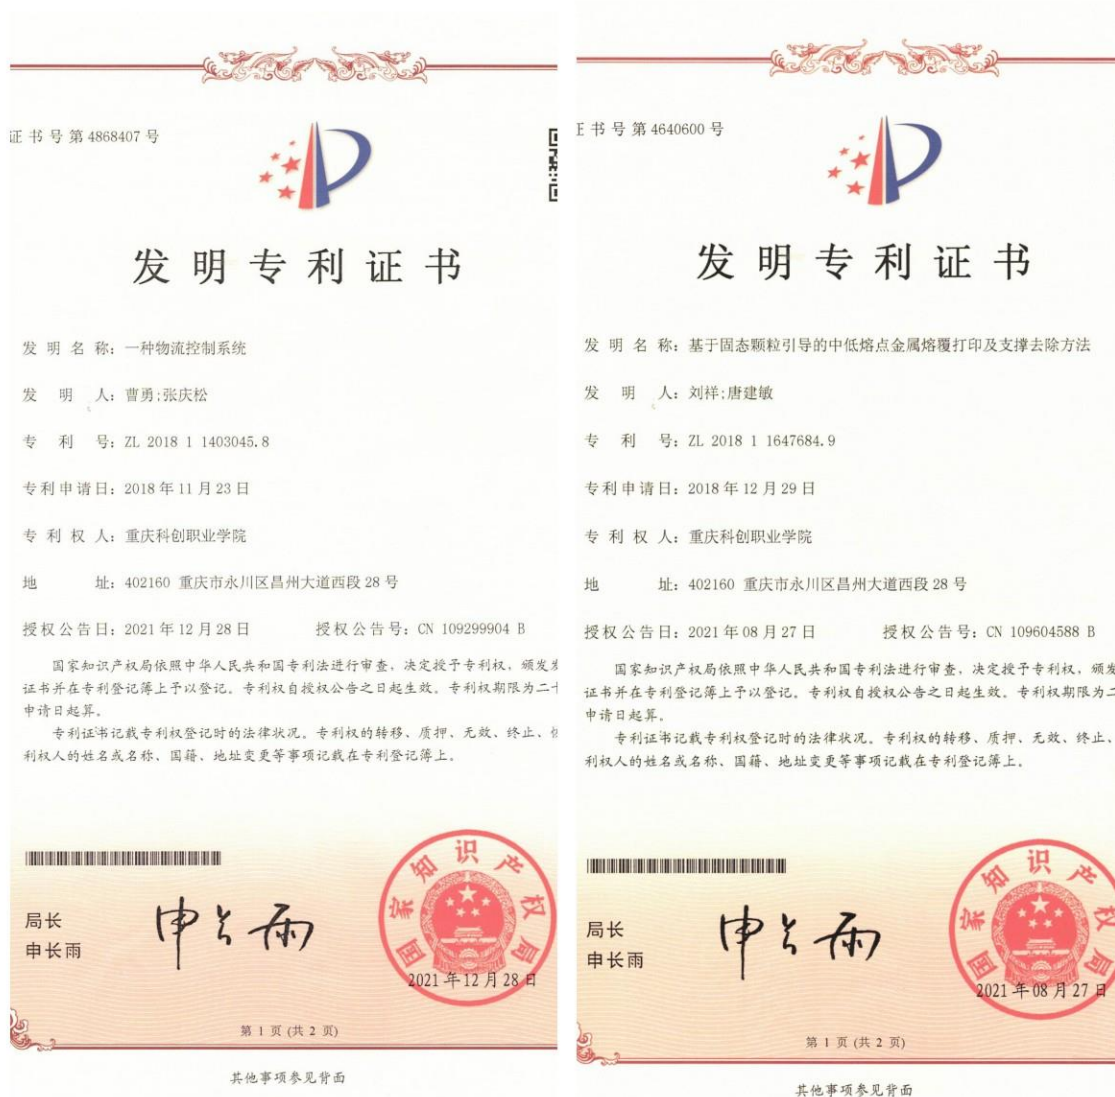 证书号第4868407号
发明专利证书
发明名称：一种物流控制系统
发明人：曹勇;张庆松
专利号：ZL 2018 1 1403045.8
专利申请日：2018年11月23日
专利权人：重庆科创职业学院
地址：402160 重庆市永川区昌州大道西段28号
授权公告日：2021年12月28日 授权公告号：CN 109299904 B
国家知识产权局依照中华人民共和国专利法进行审查，决定授予专利权，颁发
证书并在专利登记簿上予以登记。专利权自授权公告之日起生效。专利权期限为二
申请日起算。
专利证书记载专利权登记时的法律状况。专利权的转移、质押、无效、终止、
利权人的姓名或名称、国籍、地址变更等事项记载在专利登记簿上。
局长
申长雨
申长雨
国家知识产权局
2021年12月28日
第 1 页 (共 2 页)
其他事项参见背面
书号第4640600号
发明专利证书
发明名称：基于固态颗粒引导的中低熔点金属熔覆打印及支撑去除方法
发明人：刘祥;唐建敏
专利号：ZL 2018 1 1647684.9
专利申请日：2018年12月29日
专利权人：重庆科创职业学院
地址：402160 重庆市永川区昌州大道西段28号
授权公告日：2021年08月27日 授权公告号：CN 109604588 B
国家知识产权局依照中华人民共和国专利法进行审查，决定授予专利权，颁发
证书并在专利登记簿上予以登记。专利权自授权公告之日起生效。专利权期限为二
申请日起算。
专利证书记载专利权登记时的法律状况。专利权的转移、质押、无效、终止、
利权人的姓名或名称、国籍、地址变更等事项记载在专利登记簿上。
局长
申长雨
申长雨
国家知识产权局
2021年08月27日
第 1 页 (共 2 页)
其他事项参见背面